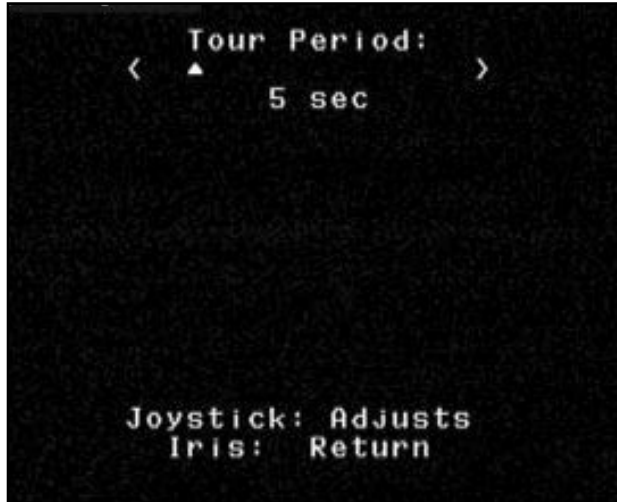 Tour Period:
< ▲ >
5 sec
Joystick: Adjusts
Iris: Return